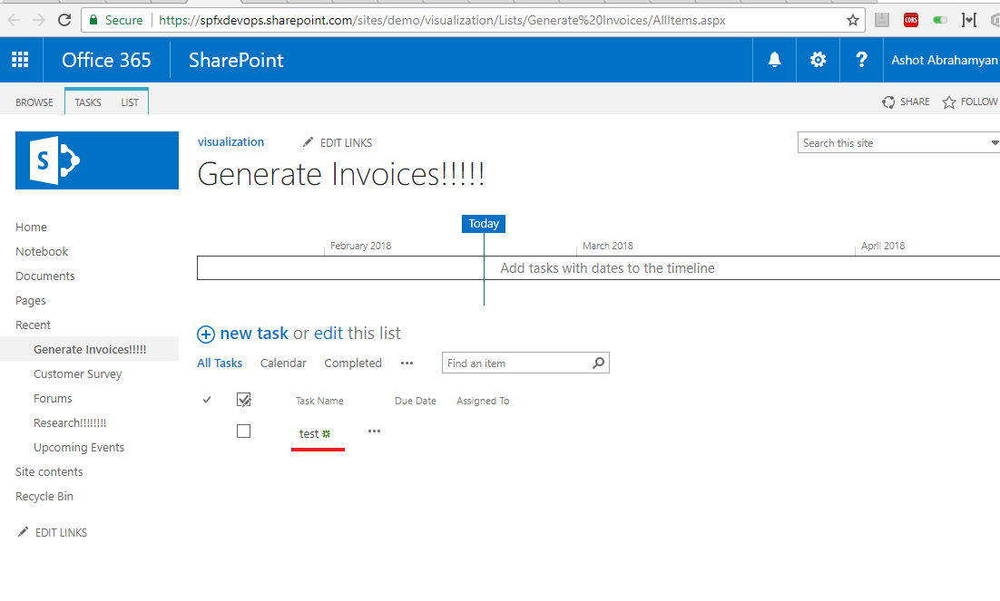 Secure https://spfxdevops.sharepoint.com/sites/demo/visualization/Lists/Generate%20Invoices/AllItems.aspx
CORS
Office 365 SharePoint ? Ashot Abrahamyan
BROWSE TASKS LIST SHARE FOLLOW
S
visualization EDIT LINKS
Search this site
Generate Invoices!!!!!
Home
Notebook
Documents
Pages
Recent
Generate Invoices!!!!!
Customer Survey
Forums
Research!!!!!!!!
Upcoming Events
Site contents
Recycle Bin
EDIT LINKS
Today
February 2018 March 2018 April 2018
Add tasks with dates to the timeline
new task or edit this list
All Tasks Calendar Completed ••• Find an item
Task Name Due Date Assigned To
test •••